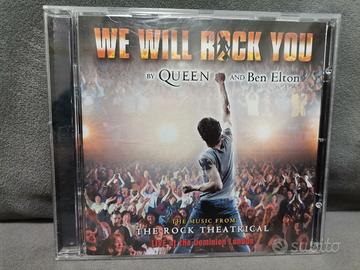 WE WILL ROCK YOU
BY QUEEN AND Ben Elton
THE MUSIC FROM
THE ROCK THEATRICAL
LIVE at the Dominion London
subito